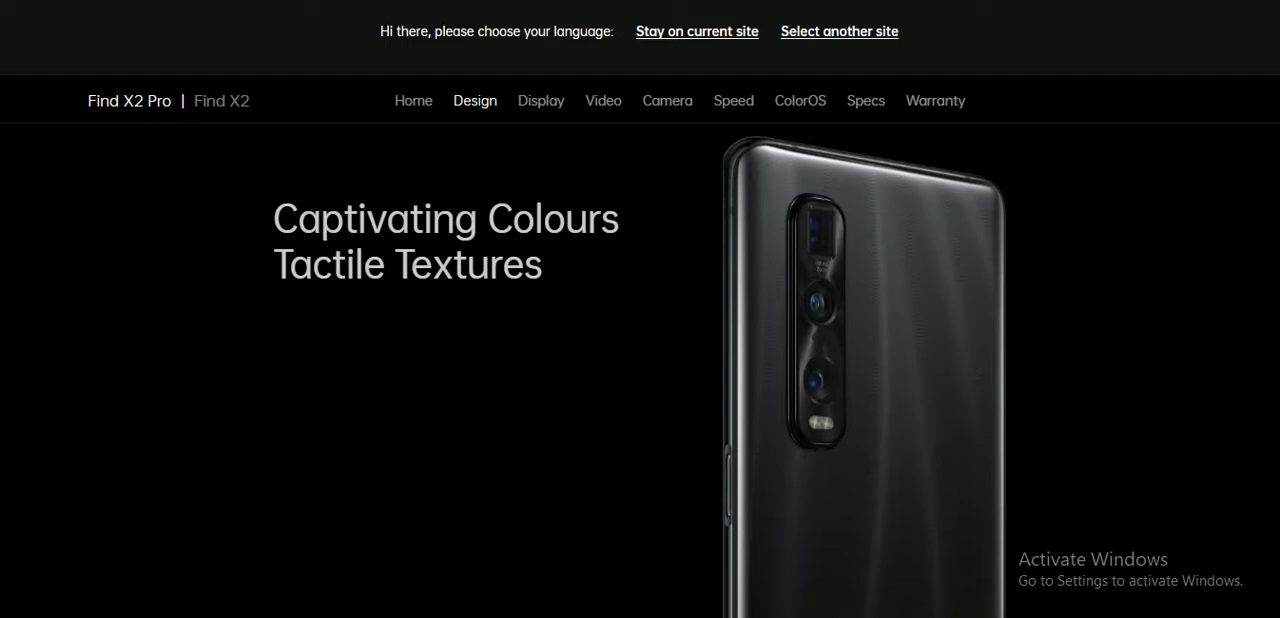 Hi there, please choose your language: Stay on current site Select another site
Find X2 Pro | Find X2 Home Design Display Video Camera Speed ColorOS Specs Warranty
Captivating Colours
Tactile Textures
Activate Windows
Go to Settings to activate Windows.